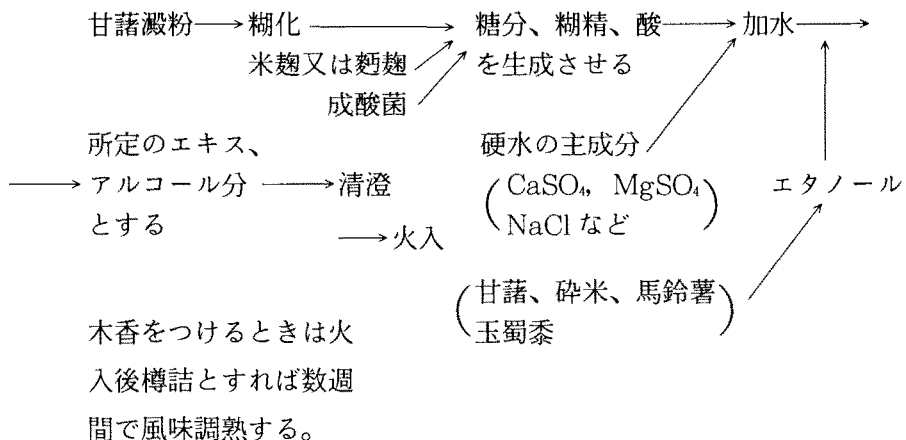 甘藷澱粉→糊化→糖分、糊精、酸→加水→
米麹又は麪麹 を生成させる
成酸菌
所定のエキス、 硬水の主成分
→アルコール分→清澄 (CaSO₄, MgSO₄) エタノール
とする NaClなど
→火入
(甘藷、砕米、馬鈴薯)
玉蜀黍
木香をつけるときは火
入後樽詰とすれば数週
間で風味調熟する。